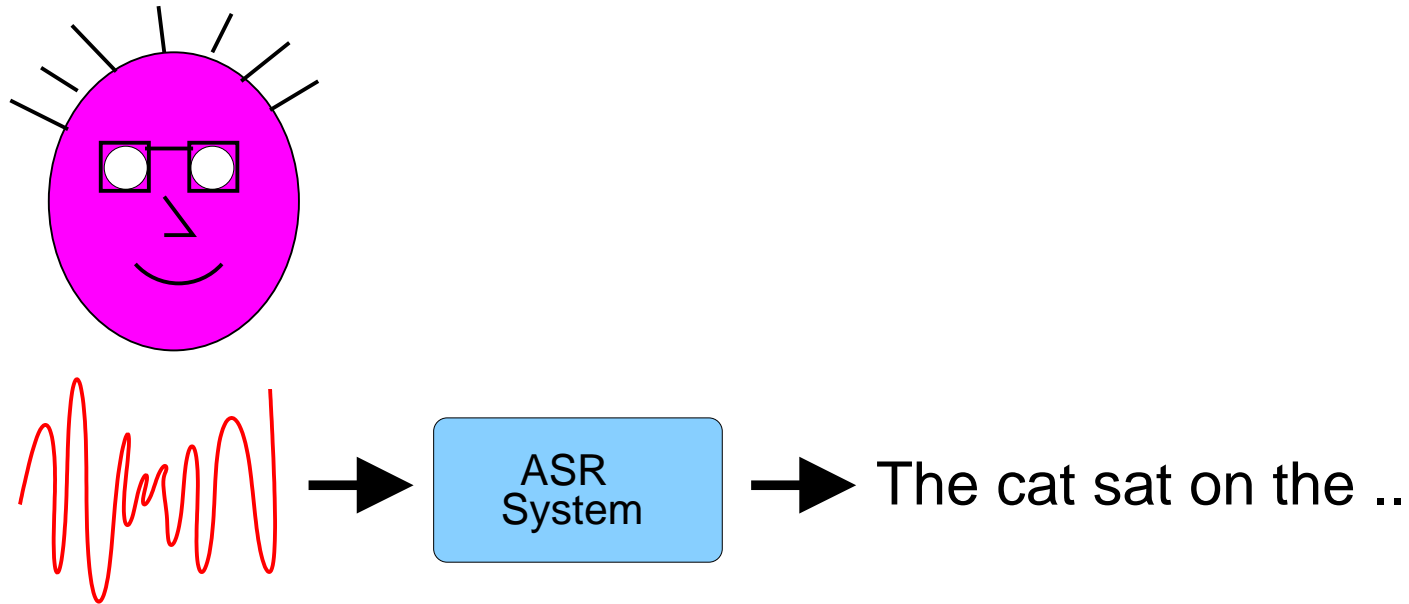 ASR
System
The cat sat on the ..